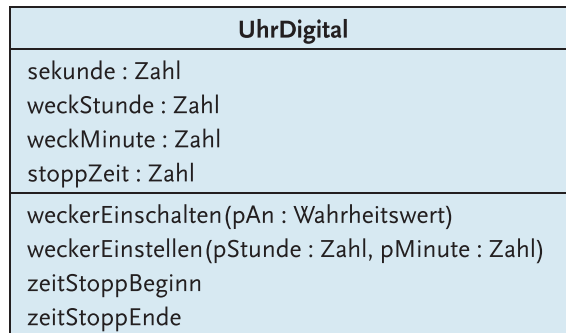 UhrDigital
sekunde : Zahl
weckStunde : Zahl
weckMinute : Zahl
stoppZeit : Zahl
weckerEinschalten(pAn : Wahrheitswert)
weckerEinstellen(pStunde : Zahl, pMinute : Zahl)
zeitStoppBeginn
zeitStoppEnde